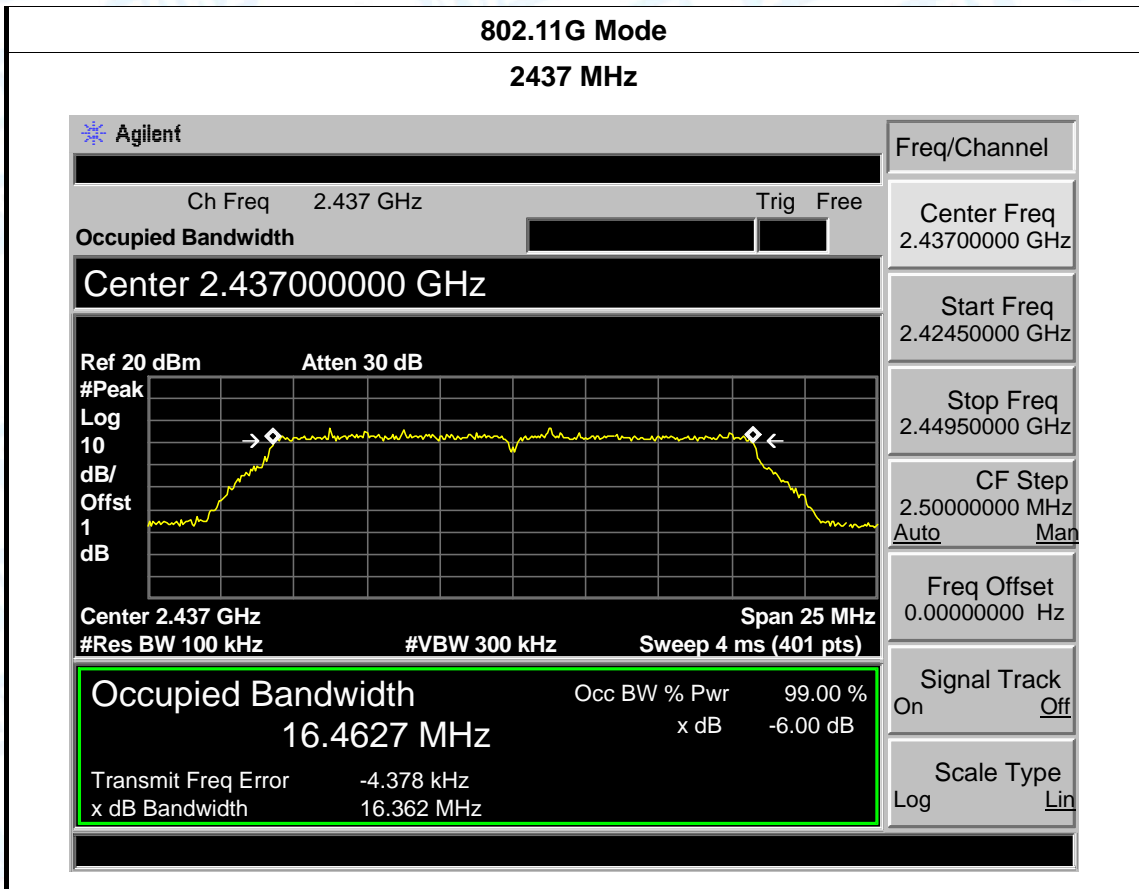 802.11G Mode
2437 MHz
Agilent
Freq/Channel
Ch Freq 2.437 GHz Trig Free
Occupied Bandwidth
Center 2.437000000 GHz
Ref 20 dBm Atten 30 dB
#Peak
Log
10
dB/
Offst
1
dB
Center 2.437 GHz Span 25 MHz
#Res BW 100 kHz #VBW 300 kHz Sweep 4 ms (401 pts)
Occupied Bandwidth
16.4627 MHz
Occ BW % Pwr 99.00 %
x dB -6.00 dB
Transmit Freq Error -4.378 kHz
x dB Bandwidth 16.362 MHz
Center Freq
2.43700000 GHz
Start Freq
2.42450000 GHz
Stop Freq
2.44950000 GHz
CF Step
2.50000000 MHz
Auto Man
Freq Offset
0.00000000 Hz
Signal Track
On Off
Scale Type
Log Lin